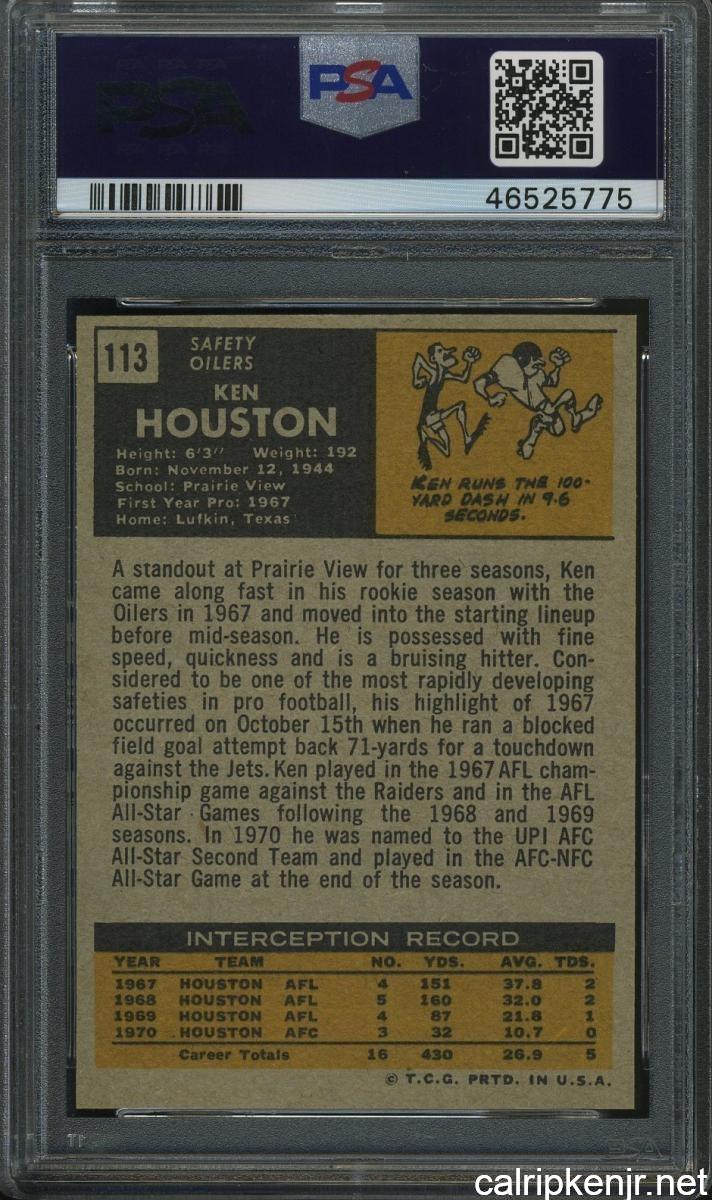 PSA
46525775
113
SAFETY
OILERS
KEN
HOUSTON
Height: 6'3" Weight: 192
Born: November 12, 1944
School: Prairie View
First Year Pro: 1967
Home: Lufkin, Texas
KEN RUNS THE 100-
YARD DASH IN 9.6
SECONDS.
A standout at Prairie View for three seasons, Ken
came along fast in his rookie season with the
Oilers in 1967 and moved into the starting lineup
before mid-season. He is possessed with fine
speed, quickness and is a bruising hitter. Con-
sidered to be one of the most rapidly developing
safeties in pro football, his highlight of 1967
occurred on October 15th when he ran a blocked
field goal attempt back 71-yards for a touchdown
against the Jets. Ken played in the 1967 AFL cham-
pionship game against the Raiders and in the AFL
All-Star Games following the 1968 and 1969
seasons. In 1970 he was named to the UPI AFC
All-Star Second Team and played in the AFC-NFC
All-Star Game at the end of the season.
INTERCEPTION RECORD
YEAR TEAM NO. YDS. AVG. TDS.
1967 HOUSTON AFL 4 151 37.8 2
1968 HOUSTON AFL 5 160 32.0 2
1969 HOUSTON AFL 4 87 21.8 1
1970 HOUSTON AFC 3 32 10.7 0
Career Totals 16 430 26.9 5
© T.C.G. PRTD. IN U.S.A.
PSA
calripkenjr.net